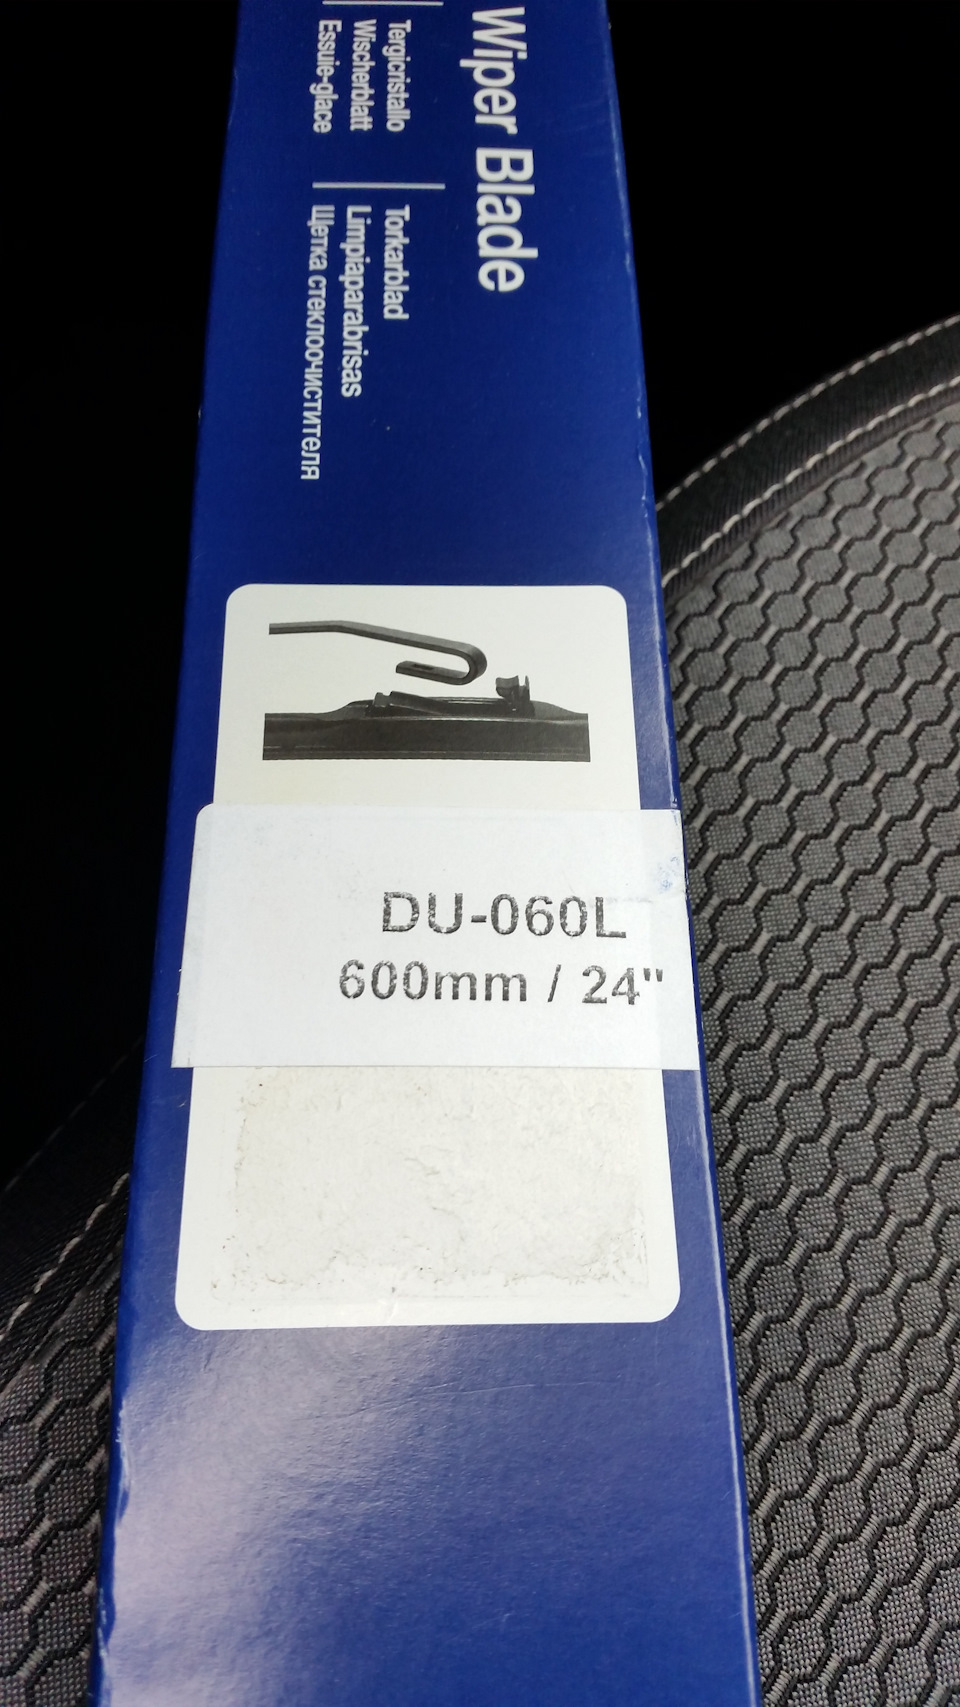 Wiper Blade
Tergicristallo
Wischerblatt
Essuie-glace
Torkarblad
Limpiaparabrisas
Щетка стеклоочистителя
DU-060L
600mm / 24"